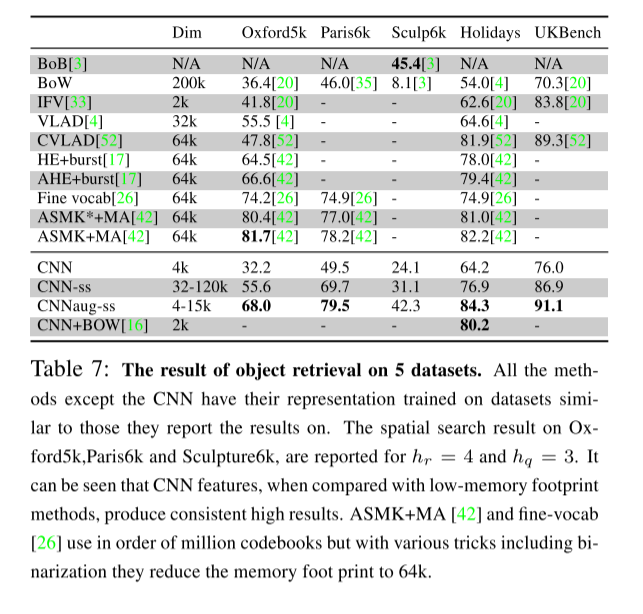 Dim Oxford5k Paris6k Sculp6k Holidays UKBench
BoB[3] N/A N/A N/A 45.4[3] N/A N/A
BoW 200k 36.4[20] 46.0[35] 8.1[3] 54.0[4] 70.3[20]
IFV[33] 2k 41.8[20] - - 62.6[20] 83.8[20]
VLAD[4] 32k 55.5 [4] - - 64.6[4] -
CVLAD[52] 64k 47.8[52] - - 81.9[52] 89.3[52]
HE+burst[17] 64k 64.5[42] - - 78.0[42] -
AHE+burst[17] 64k 66.6[42] - - 79.4[42] -
Fine vocab[26] 64k 74.2[26] 74.9[26] - 74.9[26] -
ASMK*+MA[42] 64k 80.4[42] 77.0[42] - 81.0[42] -
ASMK+MA[42] 64k 81.7[42] 78.2[42] - 82.2[42] -
CNN 4k 32.2 49.5 24.1 64.2 76.0
CNN-ss 32-120k 55.6 69.7 31.1 76.9 86.9
CNNaug-ss 4-15k 68.0 79.5 42.3 84.3 91.1
CNN+BOW[16] 2k - - - 80.2 -
Table 7: The result of object retrieval on 5 datasets. All the meth-
ods except the CNN have their representation trained on datasets simi-
lar to those they report the results on. The spatial search result on Ox-
ford5k,Paris6k and Sculpture6k, are reported for hr = 4 and hq = 3. It
can be seen that CNN features, when compared with low-memory footprint
methods, produce consistent high results. ASMK+MA [42] and fine-vocab
[26] use in order of million codebooks but with various tricks including bi-
narization they reduce the memory foot print to 64k.